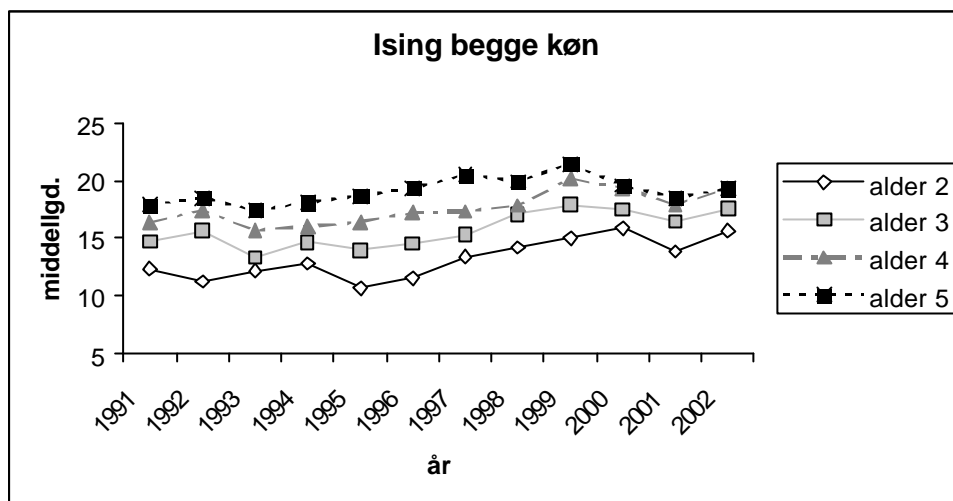 Ising begge køn
middellgd.
25
20
15
10
5
1991 1992 1993 1994 1995 1996 1997 1998 1999 2000 2001 2002
år
alder 2
alder 3
alder 4
alder 5